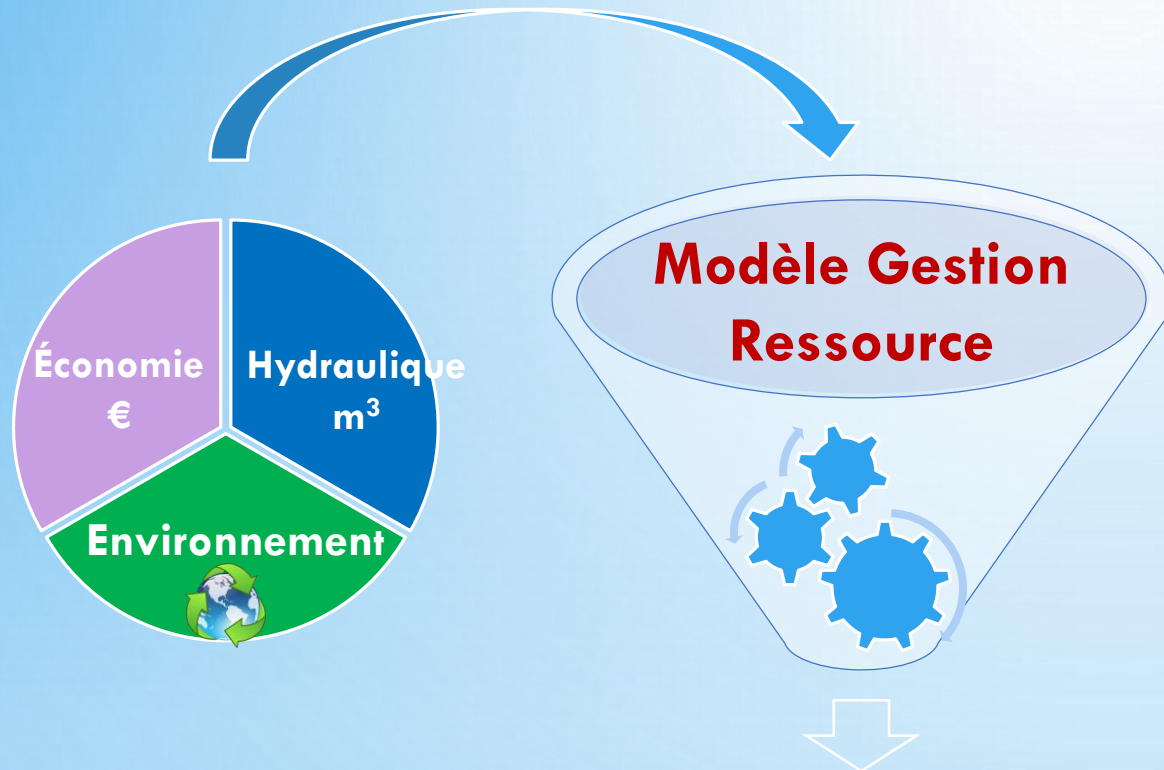 Économie
€
Hydraulique
m³
Environnement
Modèle Gestion
Ressource